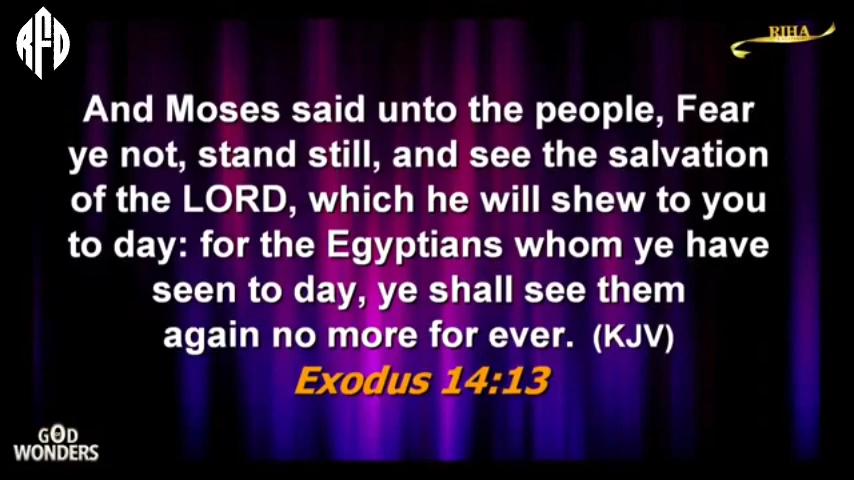 RFD
RIHA
And Moses said unto the people, Fear
ye not, stand still, and see the salvation
of the LORD, which he will shew to you
to day: for the Egyptians whom ye have
seen to day, ye shall see them
again no more for ever. (KJV)
Exodus 14:13
GOD
WONDERS